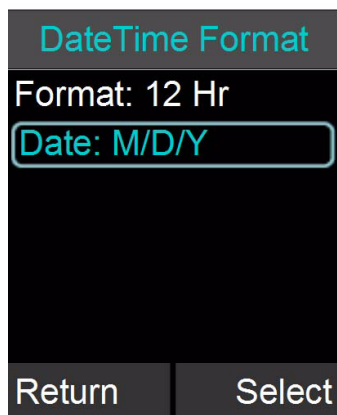 DateTime Format
Format: 12 Hr
Date: M/D/Y
Return Select